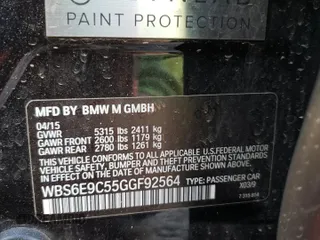 PAINT PROTECTION
MFD BY BMW M GMBH
04/15
GVWR 5315 lbs 2411 kg
GAWR FRONT 2600 lbs 1179 kg
GAWR REAR 2780 lbs 1261 kg
THIS VEHICLE CONFORMS TO ALL APPLICABLE U.S. FEDERAL MOTOR
VEHICLE SAFETY, BUMPER, AND THEFT PREVENTION STANDARDS IN
EFFECT ON THE DATE OF MANUFACTURE SHOWN ABOVE.
WBS6E9C55GGF92564 TYPE: PASSENGER CAR
X03/9